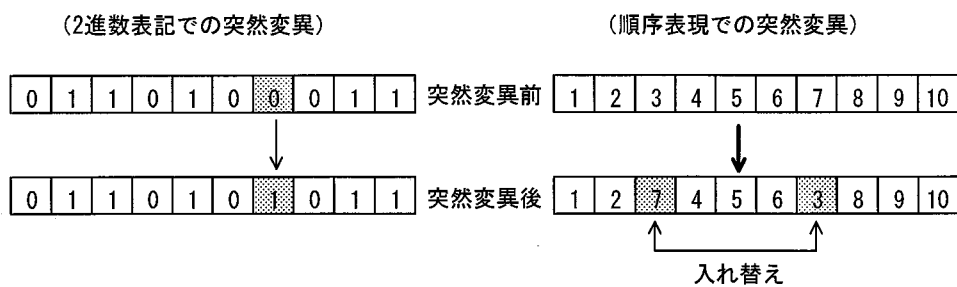 (2進数表記での突然変異) (順序表現での突然変異)
0 1 1 0 1 0 0 0 1 1 突然変異前 1 2 3 4 5 6 7 8 9 10
0 1 1 0 1 0 1 0 1 1 突然変異後 1 2 7 4 5 6 3 8 9 10
入れ替え